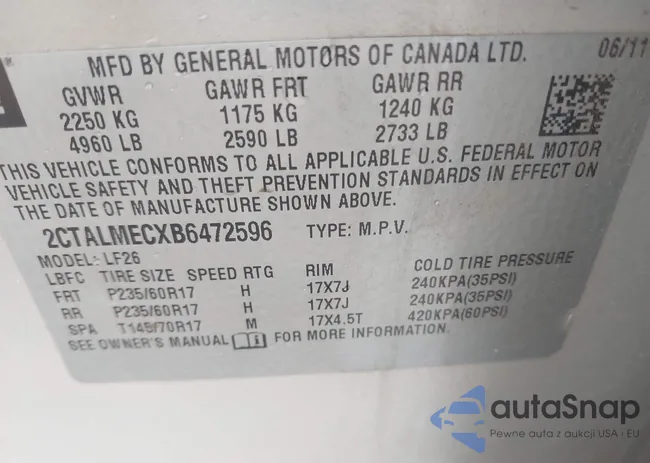 MFD BY GENERAL MOTORS OF CANADA LTD. 06/11
GVWR GAWR FRT GAWR RR
2250 KG 1175 KG 1240 KG
4960 LB 2590 LB 2733 LB
THIS VEHICLE CONFORMS TO ALL APPLICABLE U.S. FEDERAL MOTOR
VEHICLE SAFETY AND THEFT PREVENTION STANDARDS IN EFFECT ON
THE DATE OF MANUFACTURE SHOWN ABOVE.
2CTALMECXB6472596 TYPE: M.P.V.
MODEL: LF26
LBFC TIRE SIZE SPEED RTG RIM COLD TIRE PRESSURE
FRT P235/60R17 H 17X7J 240KPA(35PSI)
RR P235/60R17 H 17X7J 240KPA(35PSI)
SPA T145/70R17 M 17X4.5T 420KPA(60PSI)
SEE OWNER'S MANUAL FOR MORE INFORMATION.
autaSnap
Pewne auta z aukcji USA i EU